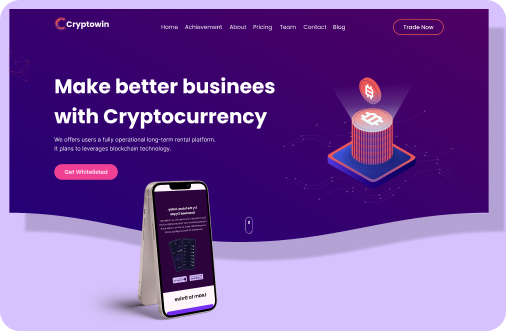 Cryptowin
Home Achievement About Pricing Team Contact Blog
Trade Now
Make better businees
with Cryptocurrency
We offers users a fully operational long-term rental platform.
It plans to leverages blockchain technology.
Get Whitelisted